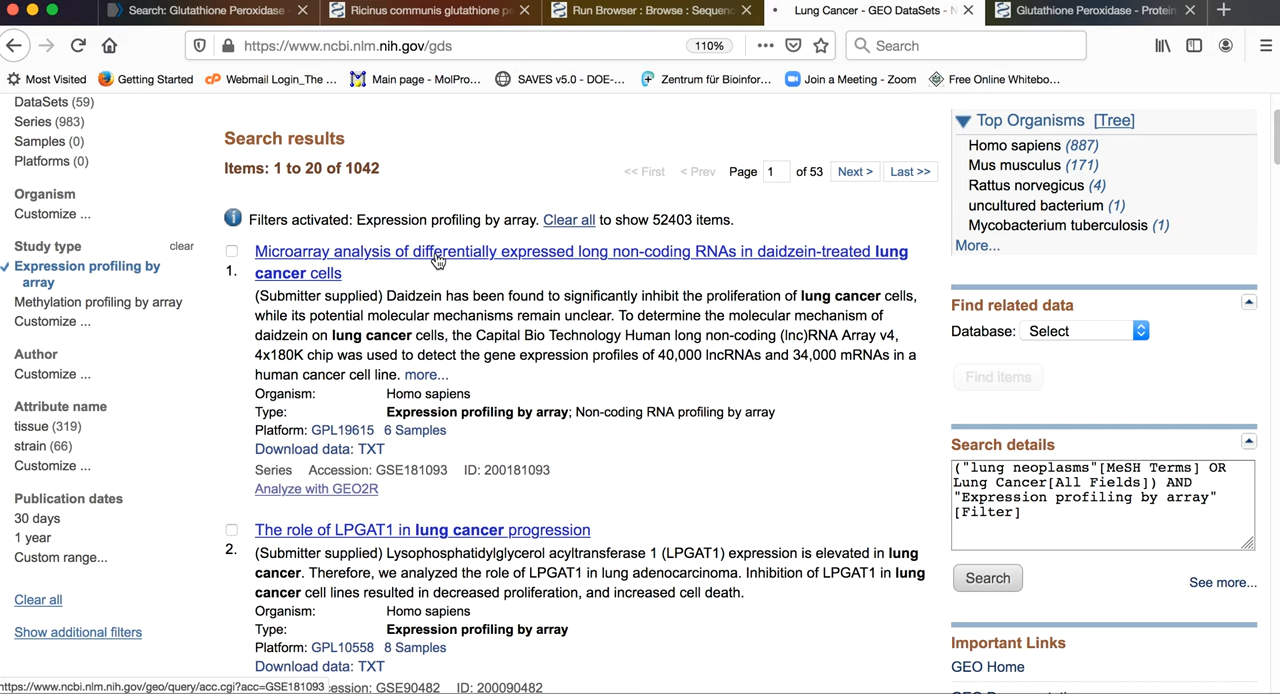 Search: Glutathione Peroxidase -
Ricinus communis glutathione p
Run Browser : Browse : Sequenc
Lung Cancer - GEO DataSets - N
Glutathione Peroxidase - Protein
https://www.ncbi.nlm.nih.gov/gds
110%
Search
Most Visited
Getting Started
Webmail Login_The ...
Main page - MolPro...
SAVES v5.0 - DOE-...
Zentrum für Bioinfor...
Join a Meeting - Zoom
Free Online Whitebo...
DataSets (59)
Series (983)
Samples (0)
Platforms (0)
Organism
Customize ...
Study type clear
Expression profiling by
array
Methylation profiling by array
Customize ...
Author
Customize ...
Attribute name
tissue (319)
strain (66)
Customize ...
Publication dates
30 days
1 year
Custom range...
Clear all
Show additional filters
Search results
Items: 1 to 20 of 1042
<< First < Prev Page 1 of 53 Next > Last >>
Filters activated: Expression profiling by array. Clear all to show 52403 items.
Microarray analysis of differentially expressed long non-coding RNAs in daidzein-treated lung
1. cancer cells
(Submitter supplied) Daidzein has been found to significantly inhibit the proliferation of lung cancer cells,
while its potential molecular mechanisms remain unclear. To determine the molecular mechanism of
daidzein on lung cancer cells, the Capital Bio Technology Human long non-coding (lnc)RNA Array v4,
4x180K chip was used to detect the gene expression profiles of 40,000 lncRNAs and 34,000 mRNAs in a
human cancer cell line. more...
Organism: Homo sapiens
Type: Expression profiling by array; Non-coding RNA profiling by array
Platform: GPL19615 6 Samples
Download data: TXT
Series Accession: GSE181093 ID: 200181093
Analyze with GEO2R
The role of LPGAT1 in lung cancer progression
2.
(Submitter supplied) Lysophosphatidylglycerol acyltransferase 1 (LPGAT1) expression is elevated in lung
cancer. Therefore, we analyzed the role of LPGAT1 in lung adenocarcinoma. Inhibition of LPGAT1 in lung
cancer cell lines resulted in decreased proliferation, and increased cell death.
Organism: Homo sapiens
Type: Expression profiling by array
Platform: GPL10558 8 Samples
Download data: TXT
ession: GSE90482 ID: 200090482
https://www.ncbi.nlm.nih.gov/geo/query/acc.cgi?acc=GSE181093
Top Organisms [Tree]
Homo sapiens (887)
Mus musculus (171)
Rattus norvegicus (4)
uncultured bacterium (1)
Mycobacterium tuberculosis (1)
More...
Find related data
Database: Select
Find items
Search details
("lung neoplasms"[MeSH Terms] OR
Lung Cancer[All Fields]) AND
"Expression profiling by array"
[Filter]
Search
See more...
Important Links
GEO Home